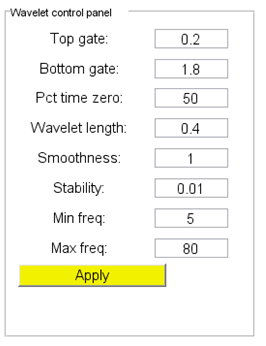 Wavelet control panel
Top gate: 0.2
Bottom gate: 1.8
Pct time zero: 50
Wavelet length: 0.4
Smoothness: 1
Stability: 0.01
Min freq: 5
Max freq: 80
Apply